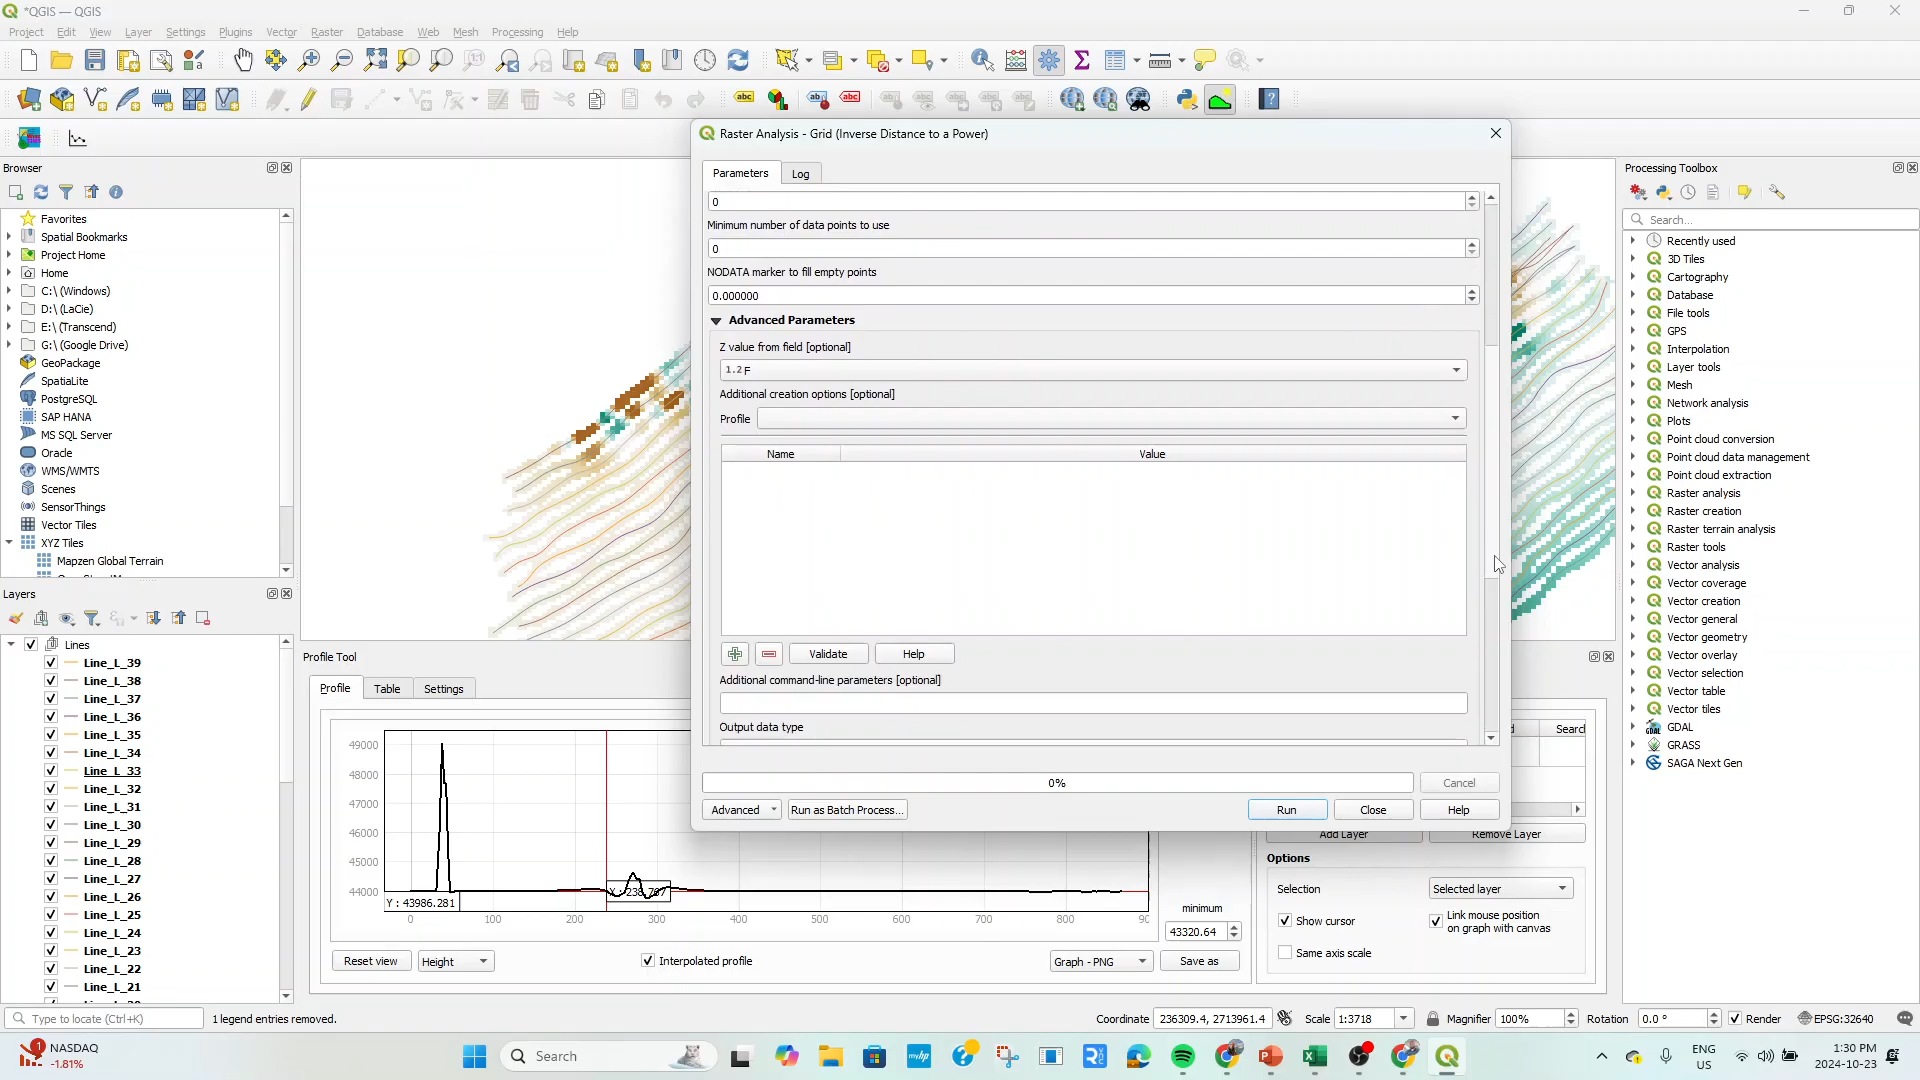 *QGIS — QGIS
Project Edit View Layer Settings Plugins Vector Raster Database Web Mesh Processing Help
Browser
Favorites
Spatial Bookmarks
Project Home
Home
C:\ (Windows)
D:\ (LaCie)
E:\ (Transcend)
G:\ (Google Drive)
GeoPackage
SpatiaLite
PostgreSQL
SAP HANA
MS SQL Server
Oracle
WMS/WMTS
Scenes
SensorThings
Vector Tiles
XYZ Tiles
Mapzen Global Terrain
Layers
Lines
Line_L_39
Line_L_38
Line_L_37
Line_L_36
Line_L_35
Line_L_34
Line_L_33
Line_L_32
Line_L_31
Line_L_30
Line_L_29
Line_L_28
Line_L_27
Line_L_26
Line_L_25
Line_L_24
Line_L_23
Line_L_22
Line_L_21
Raster Analysis - Grid (Inverse Distance to a Power)
Parameters Log
0
Minimum number of data points to use
0
NODATA marker to fill empty points
0.000000
Advanced Parameters
Z value from field [optional]
1.2 F
Additional creation options [optional]
Profile
Name Value
Validate Help
Additional command-line parameters [optional]
Output data type
0% Cancel
Advanced Run as Batch Process... Run Close Help
Profile Tool
Profile Table Settings
49000
48000
47000
46000
45000
44000
Y : 43986.281
X : 238.767
0 100 200 300 400 500 600 700 800 90
minimum
43320.64
Reset view Height Interpolated profile Graph - PNG Save as
Search
Add Layer Remove Layer
Options
Selection Selected layer
Show cursor
Link mouse position
on graph with canvas
Same axis scale
Processing Toolbox
Search...
Recently used
3D Tiles
Cartography
Database
File tools
GPS
Interpolation
Layer tools
Mesh
Network analysis
Plots
Point cloud conversion
Point cloud data management
Point cloud extraction
Raster analysis
Raster creation
Raster terrain analysis
Raster tools
Vector analysis
Vector coverage
Vector creation
Vector general
Vector geometry
Vector overlay
Vector selection
Vector table
Vector tiles
GDAL
GRASS
SAGA Next Gen
Type to locate (Ctrl+K) 1 legend entries removed. Coordinate 236309.4, 2713961.4 Scale 1:3718 Magnifier 100% Rotation 0.0 ° Render EPSG:32640
NASDAQ
-1.81%
Search
ENG
US
1:30 PM
2024-10-23